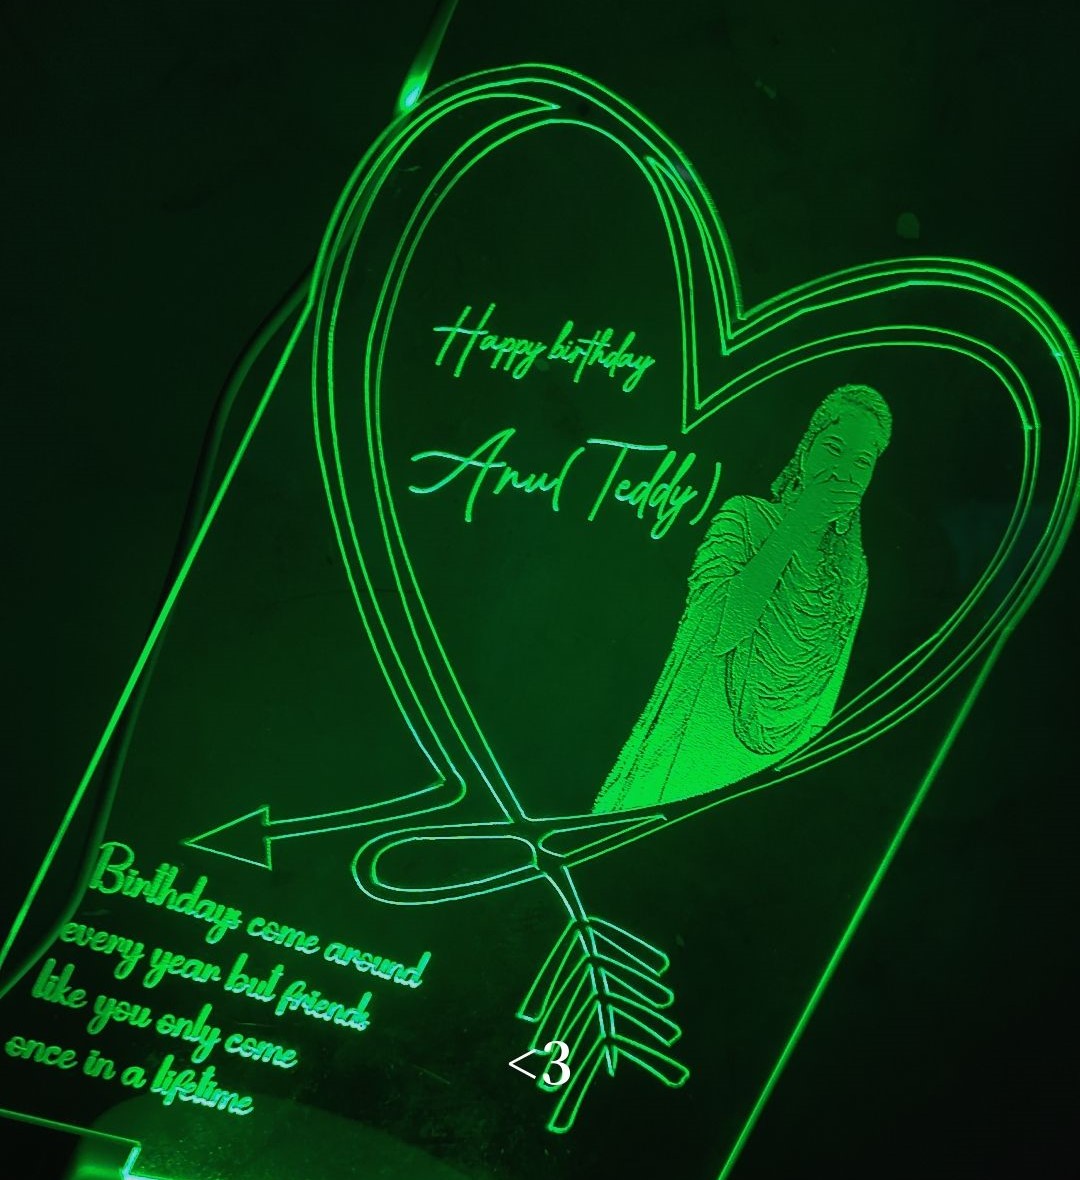 Happy birthday
Anu(Teddy)
Birthdays come around
every year but friends
like you only come
once in a lifetime
<3